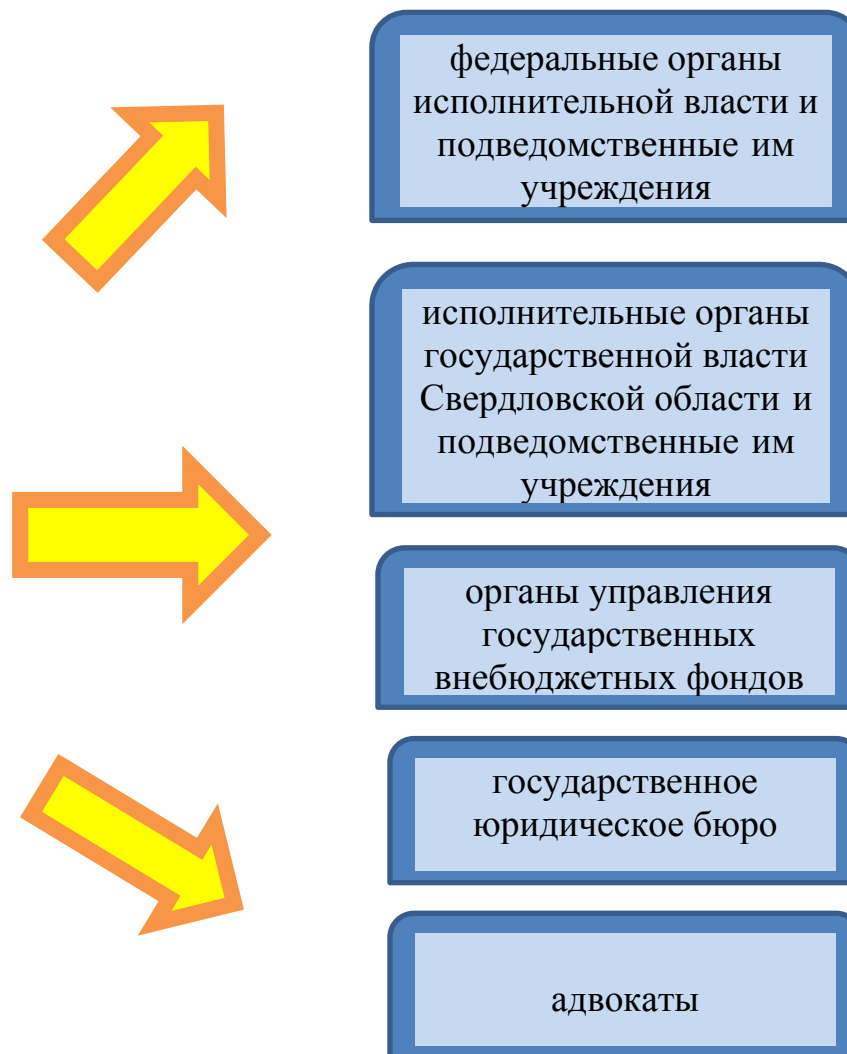 федеральные органы
исполнительной власти и
подведомственные им
учреждения
исполнительные органы
государственной власти
Свердловской области и
подведомственные им
учреждения
органы управления
государственных
внебюджетных фондов
государственное
юридическое бюро
адвокаты